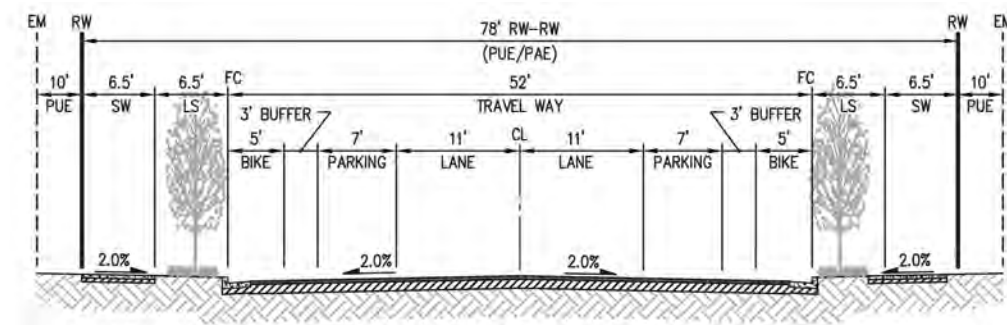 EM RW RW EM
78' RW-RW
(PUE/PAE)
10' 6.5' 6.5' FC 52' FC 6.5' 6.5' 10'
PUE SW LS TRAVEL WAY LS SW PUE
3' BUFFER 3' BUFFER
5' 7' 11' CL 11' 7' 5'
BIKE PARKING LANE LANE PARKING BIKE
2.0% 2.0% 2.0% 2.0%